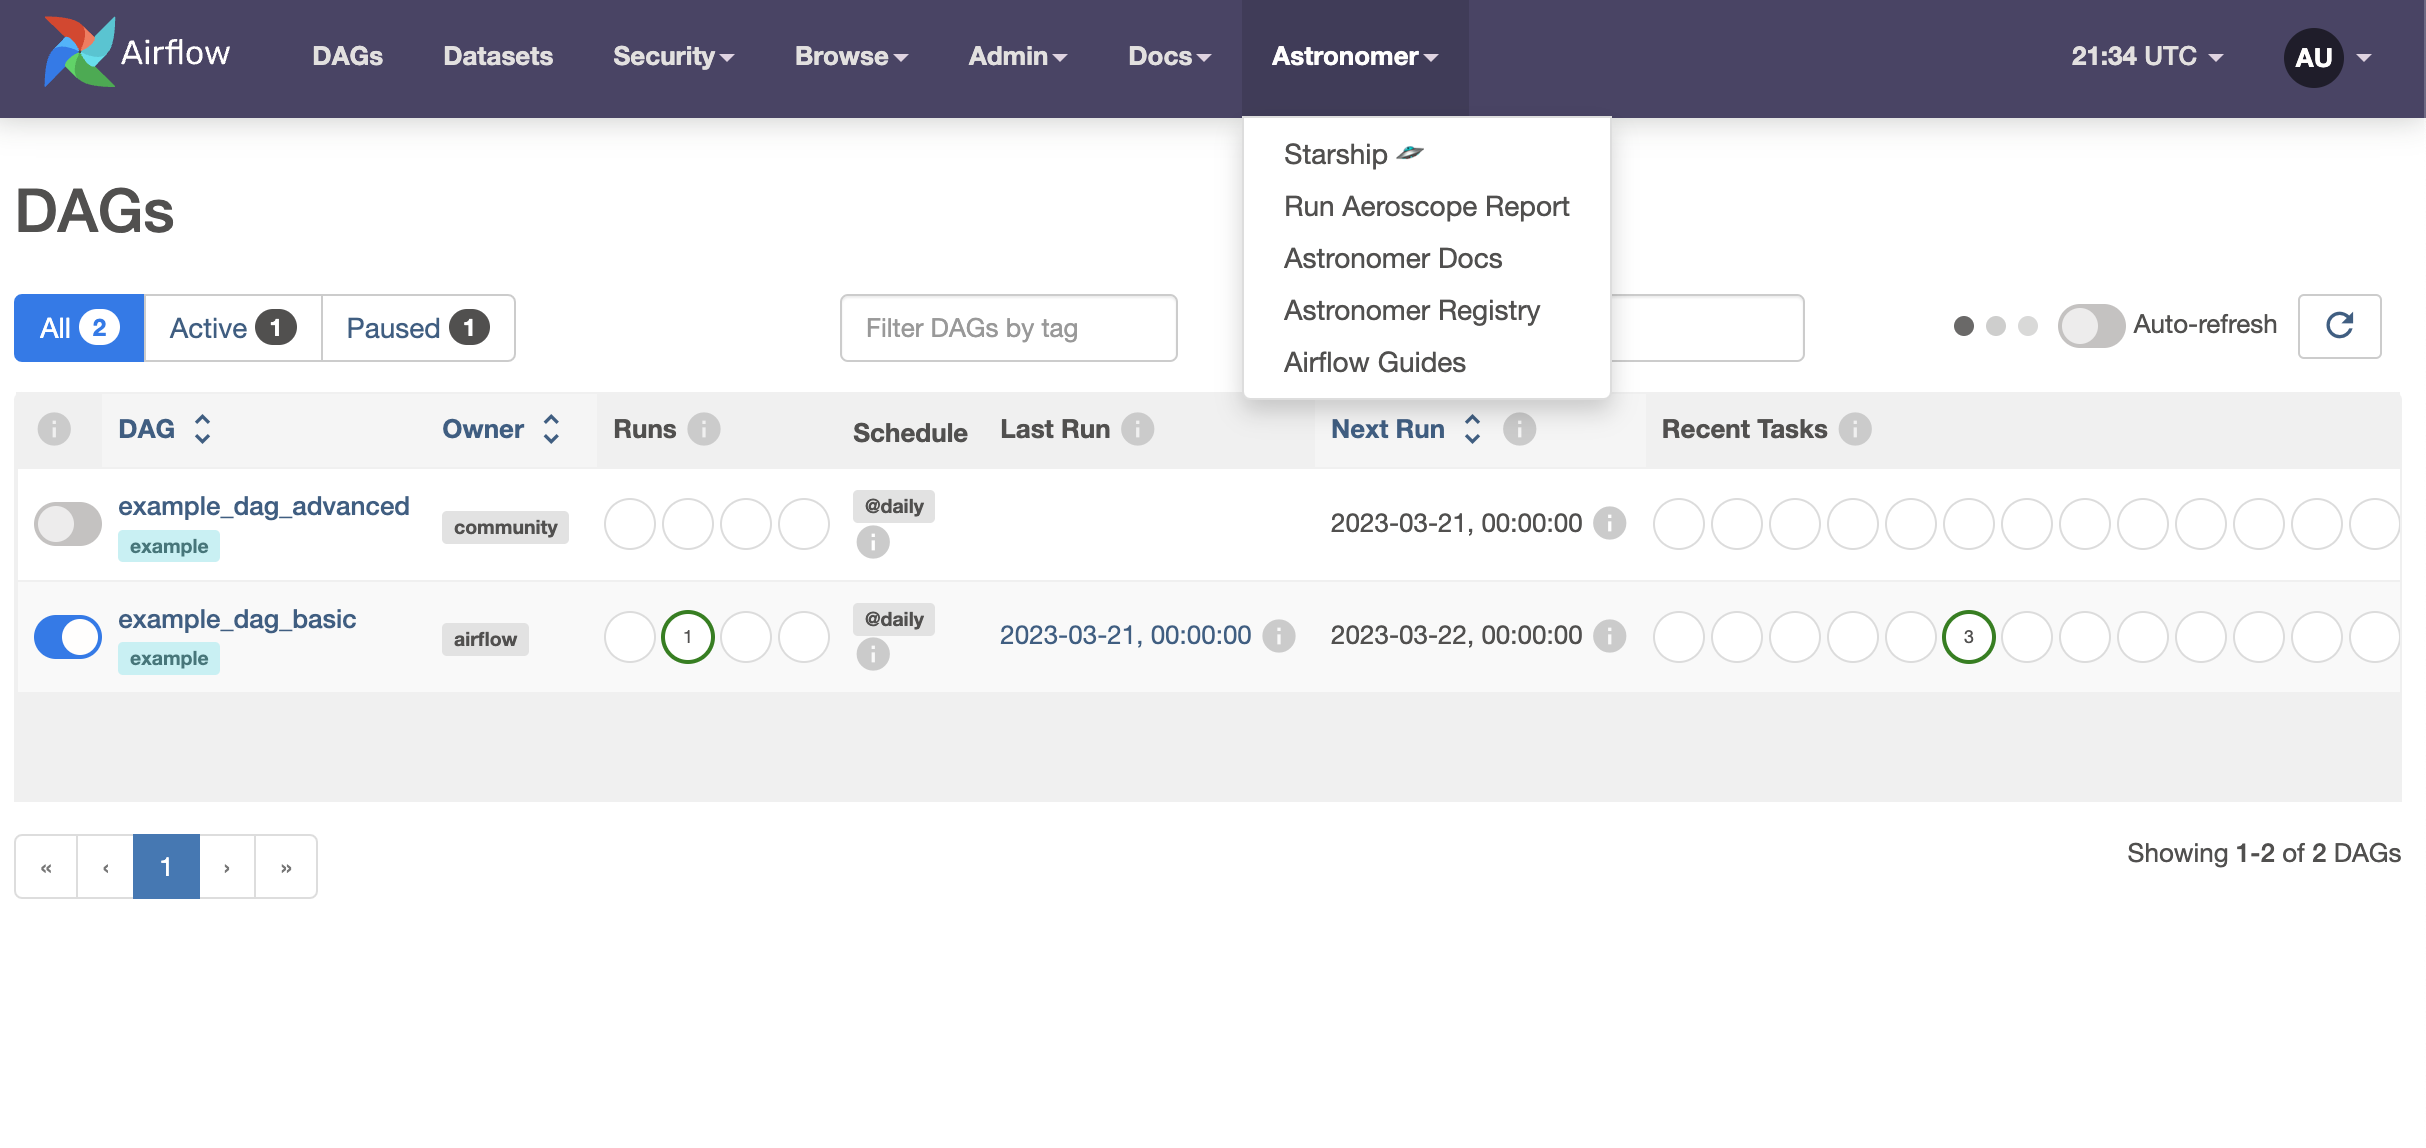 Airflow DAGs Datasets Security Browse Admin Docs Astronomer 21:34 UTC AU
Starship
Run Aeroscope Report
Astronomer Docs
Astronomer Registry
Airflow Guides
DAGs
All 2 Active 1 Paused 1 Filter DAGs by tag Auto-refresh
i DAG Owner Runs i Schedule Last Run i Next Run i Recent Tasks i
example_dag_advanced
example
community
@daily
i
2023-03-21, 00:00:00 i
example_dag_basic
example
airflow
1
@daily
i
2023-03-21, 00:00:00 i
2023-03-22, 00:00:00 i
3
« ‹ 1 › »
Showing 1-2 of 2 DAGs